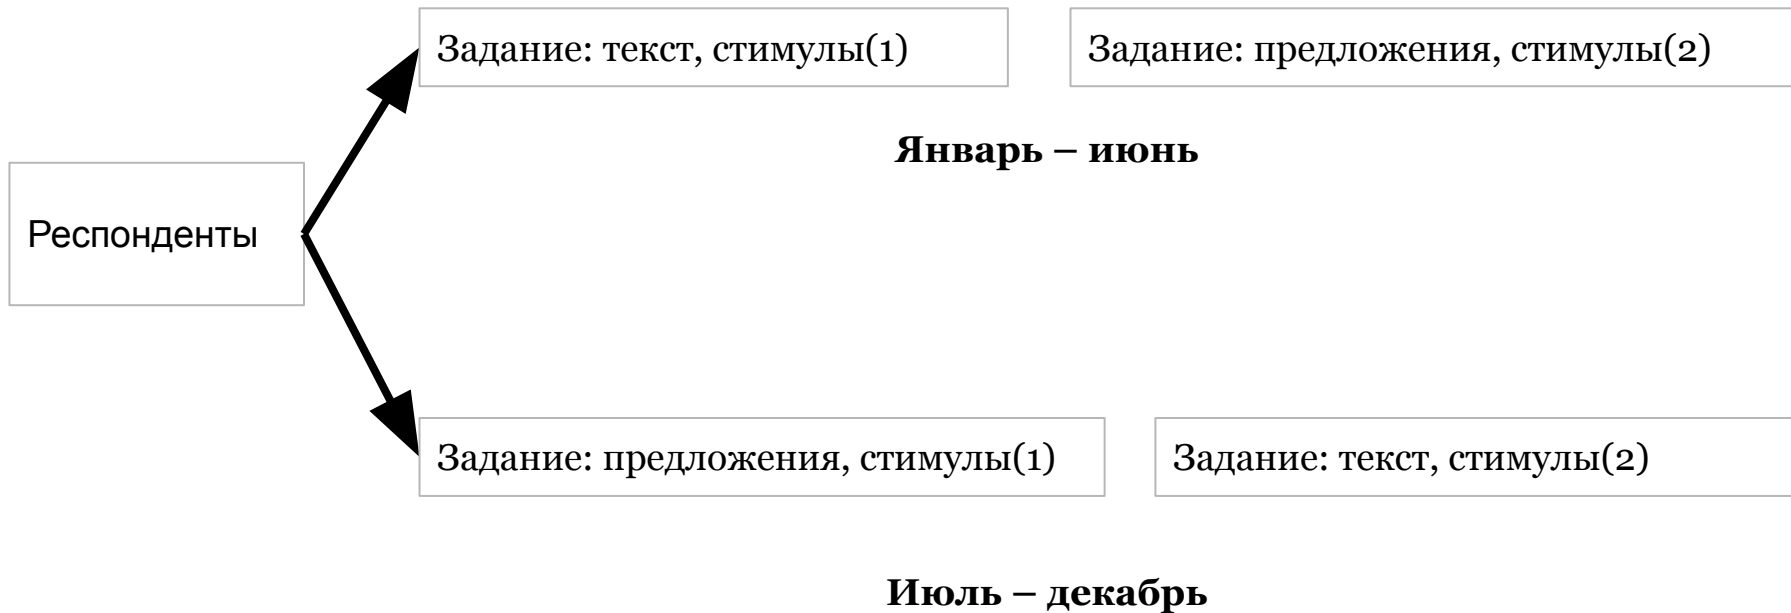 Задание: текст, стимулы(1)
Задание: предложения, стимулы(2)
Январь – июнь
Респонденты
Задание: предложения, стимулы(1)
Задание: текст, стимулы(2)
Июль – декабрь